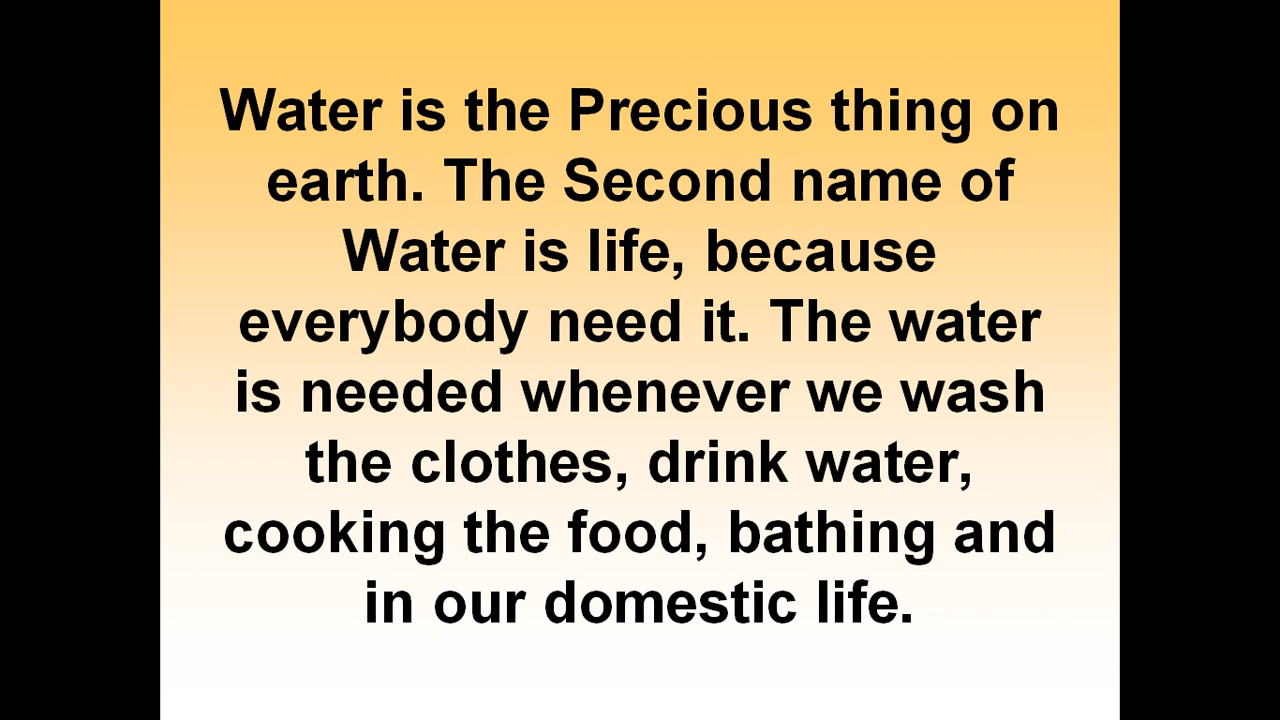 Water is the Precious thing on
earth. The Second name of
Water is life, because
everybody need it. The water
is needed whenever we wash
the clothes, drink water,
cooking the food, bathing and
in our domestic life.